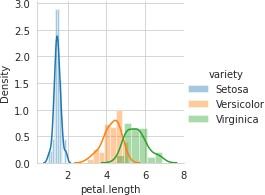 3.0
2.5
2.0
1.5
1.0
0.5
0.0
Density
2 4 6 8
petal.length
variety
Setosa
Versicolor
Virginica